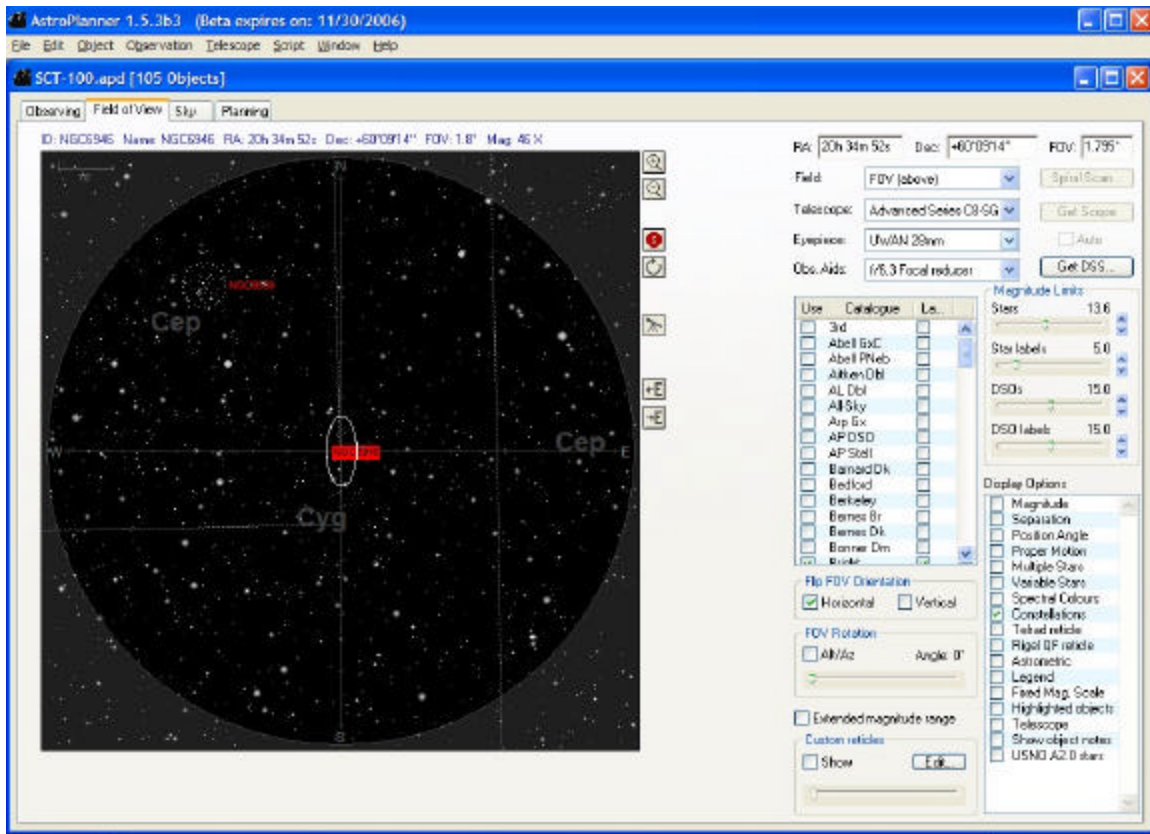 AstroPlanner 1.5.3b3 (Beta expires on: 11/30/2006)
File Edit Object Observation Telescope Script Window Help
SCT-100.apd [105 Objects]
Observing Field of View Sky Planning
ID: NGC6946 Name: NGC6946 RA: 20h 34m 52s Dec: +60°09'14" FOV: 1.8° Mag: 46 X
RA: 20h 34m 52s Dec: +60°09'14" FOV: 1.795°
Field: FOV (above) Spiral Scan...
Telescope: Advanced Series C9-SG Get Scope
Eyepiece: UWAN 28mm Auto
Obs. Aids: f/6.3 Focal reducer Get DSS...
N
NGC6939
Cep
W
NGC6946
Cep
E
Cyg
S
S
+E
-E
Use Catalogue La...
3rd
Abell GxC
Abell PNeb
Aitken Dbl
AL Dbl
All-Sky
Arp Gx
AP DSO
AP Stell
Barnard Dk
Bedford
Berkeley
Bernes Br
Bernes Dk
Bonner Dm
Bright
Magnitude Limits
Stars 13.6
Star labels 5.0
DSOs 15.0
DSO labels 15.0
Flip FOV Orientation
Horizontal Vertical
FOV Rotation
Alt/Az Angle: 0°
Extended magnitude range
Custom reticles
Show Edit...
Display Options
Magnitude
Separation
Position Angle
Proper Motion
Multiple Stars
Variable Stars
Spectral Colours
Constellations
Telrad reticle
Rigel QF reticle
Astrometric
Legend
Fixed Mag. Scale
Highlighted objects
Telescope
Show object notes
USNO A2.0 stars